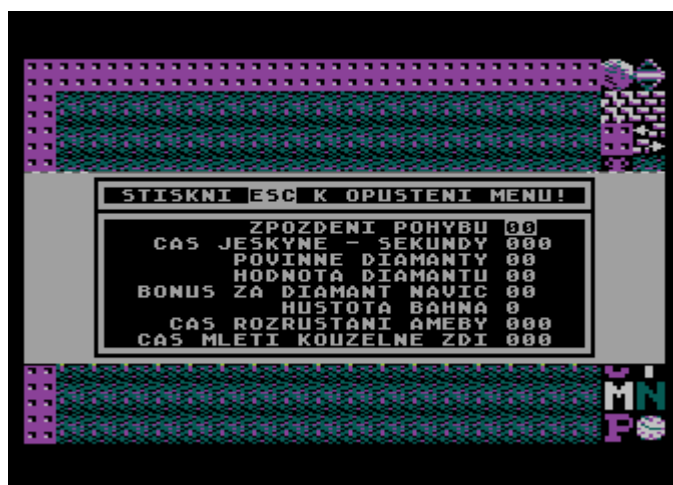 STISKNI ESC K OPUSTENI MENU!
ZPOZDENI POHYBU 00
CAS JESKYNE - SEKUNDY 000
POVINNE DIAMANTY 00
HODNOTA DIAMANTU 00
BONUS ZA DIAMANT NAVIC 00
HUSTOTA BAHNA 0
CAS ROZRUSTANI AMEBY 000
CAS MLETI KOUZELNE ZDI 000
M N
P